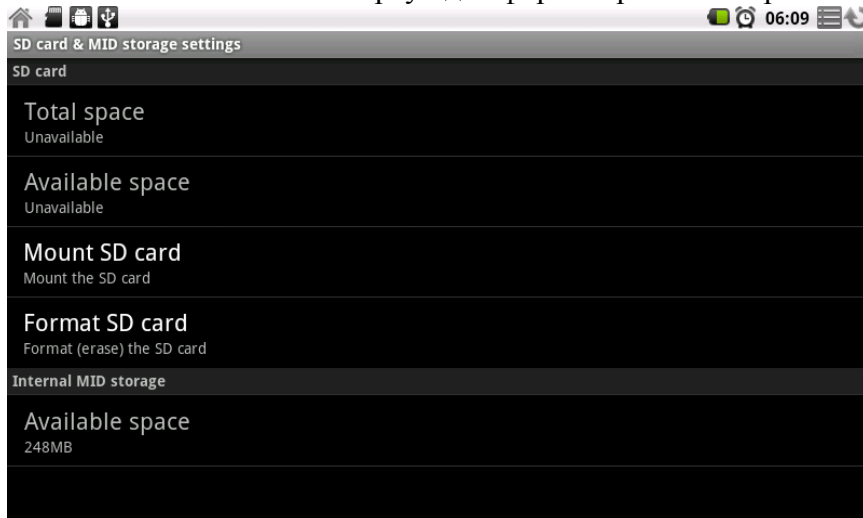 06:09
SD card & MID storage settings
SD card
Total space
Unavailable
Available space
Unavailable
Mount SD card
Mount the SD card
Format SD card
Format (erase) the SD card
Internal MID storage
Available space
248MB